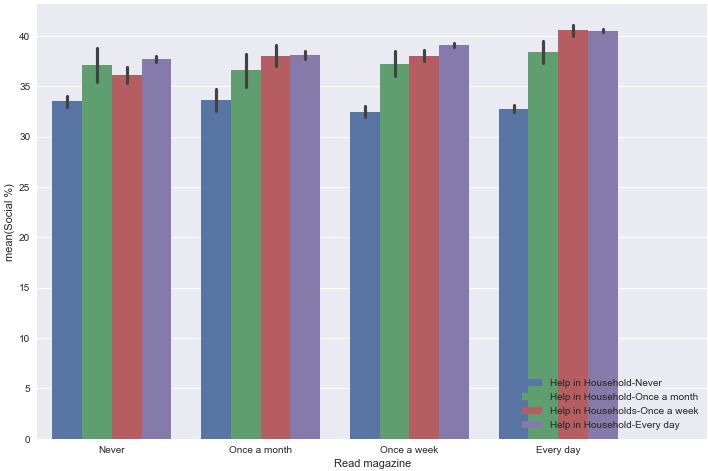 mean(Social %)
40
35
30
25
20
15
10
5
0
Never
Once a month
Once a week
Every day
Read magazine
Help in Household-Never
Help in Household-Once a month
Help in Households-Once a week
Help in Household-Every day